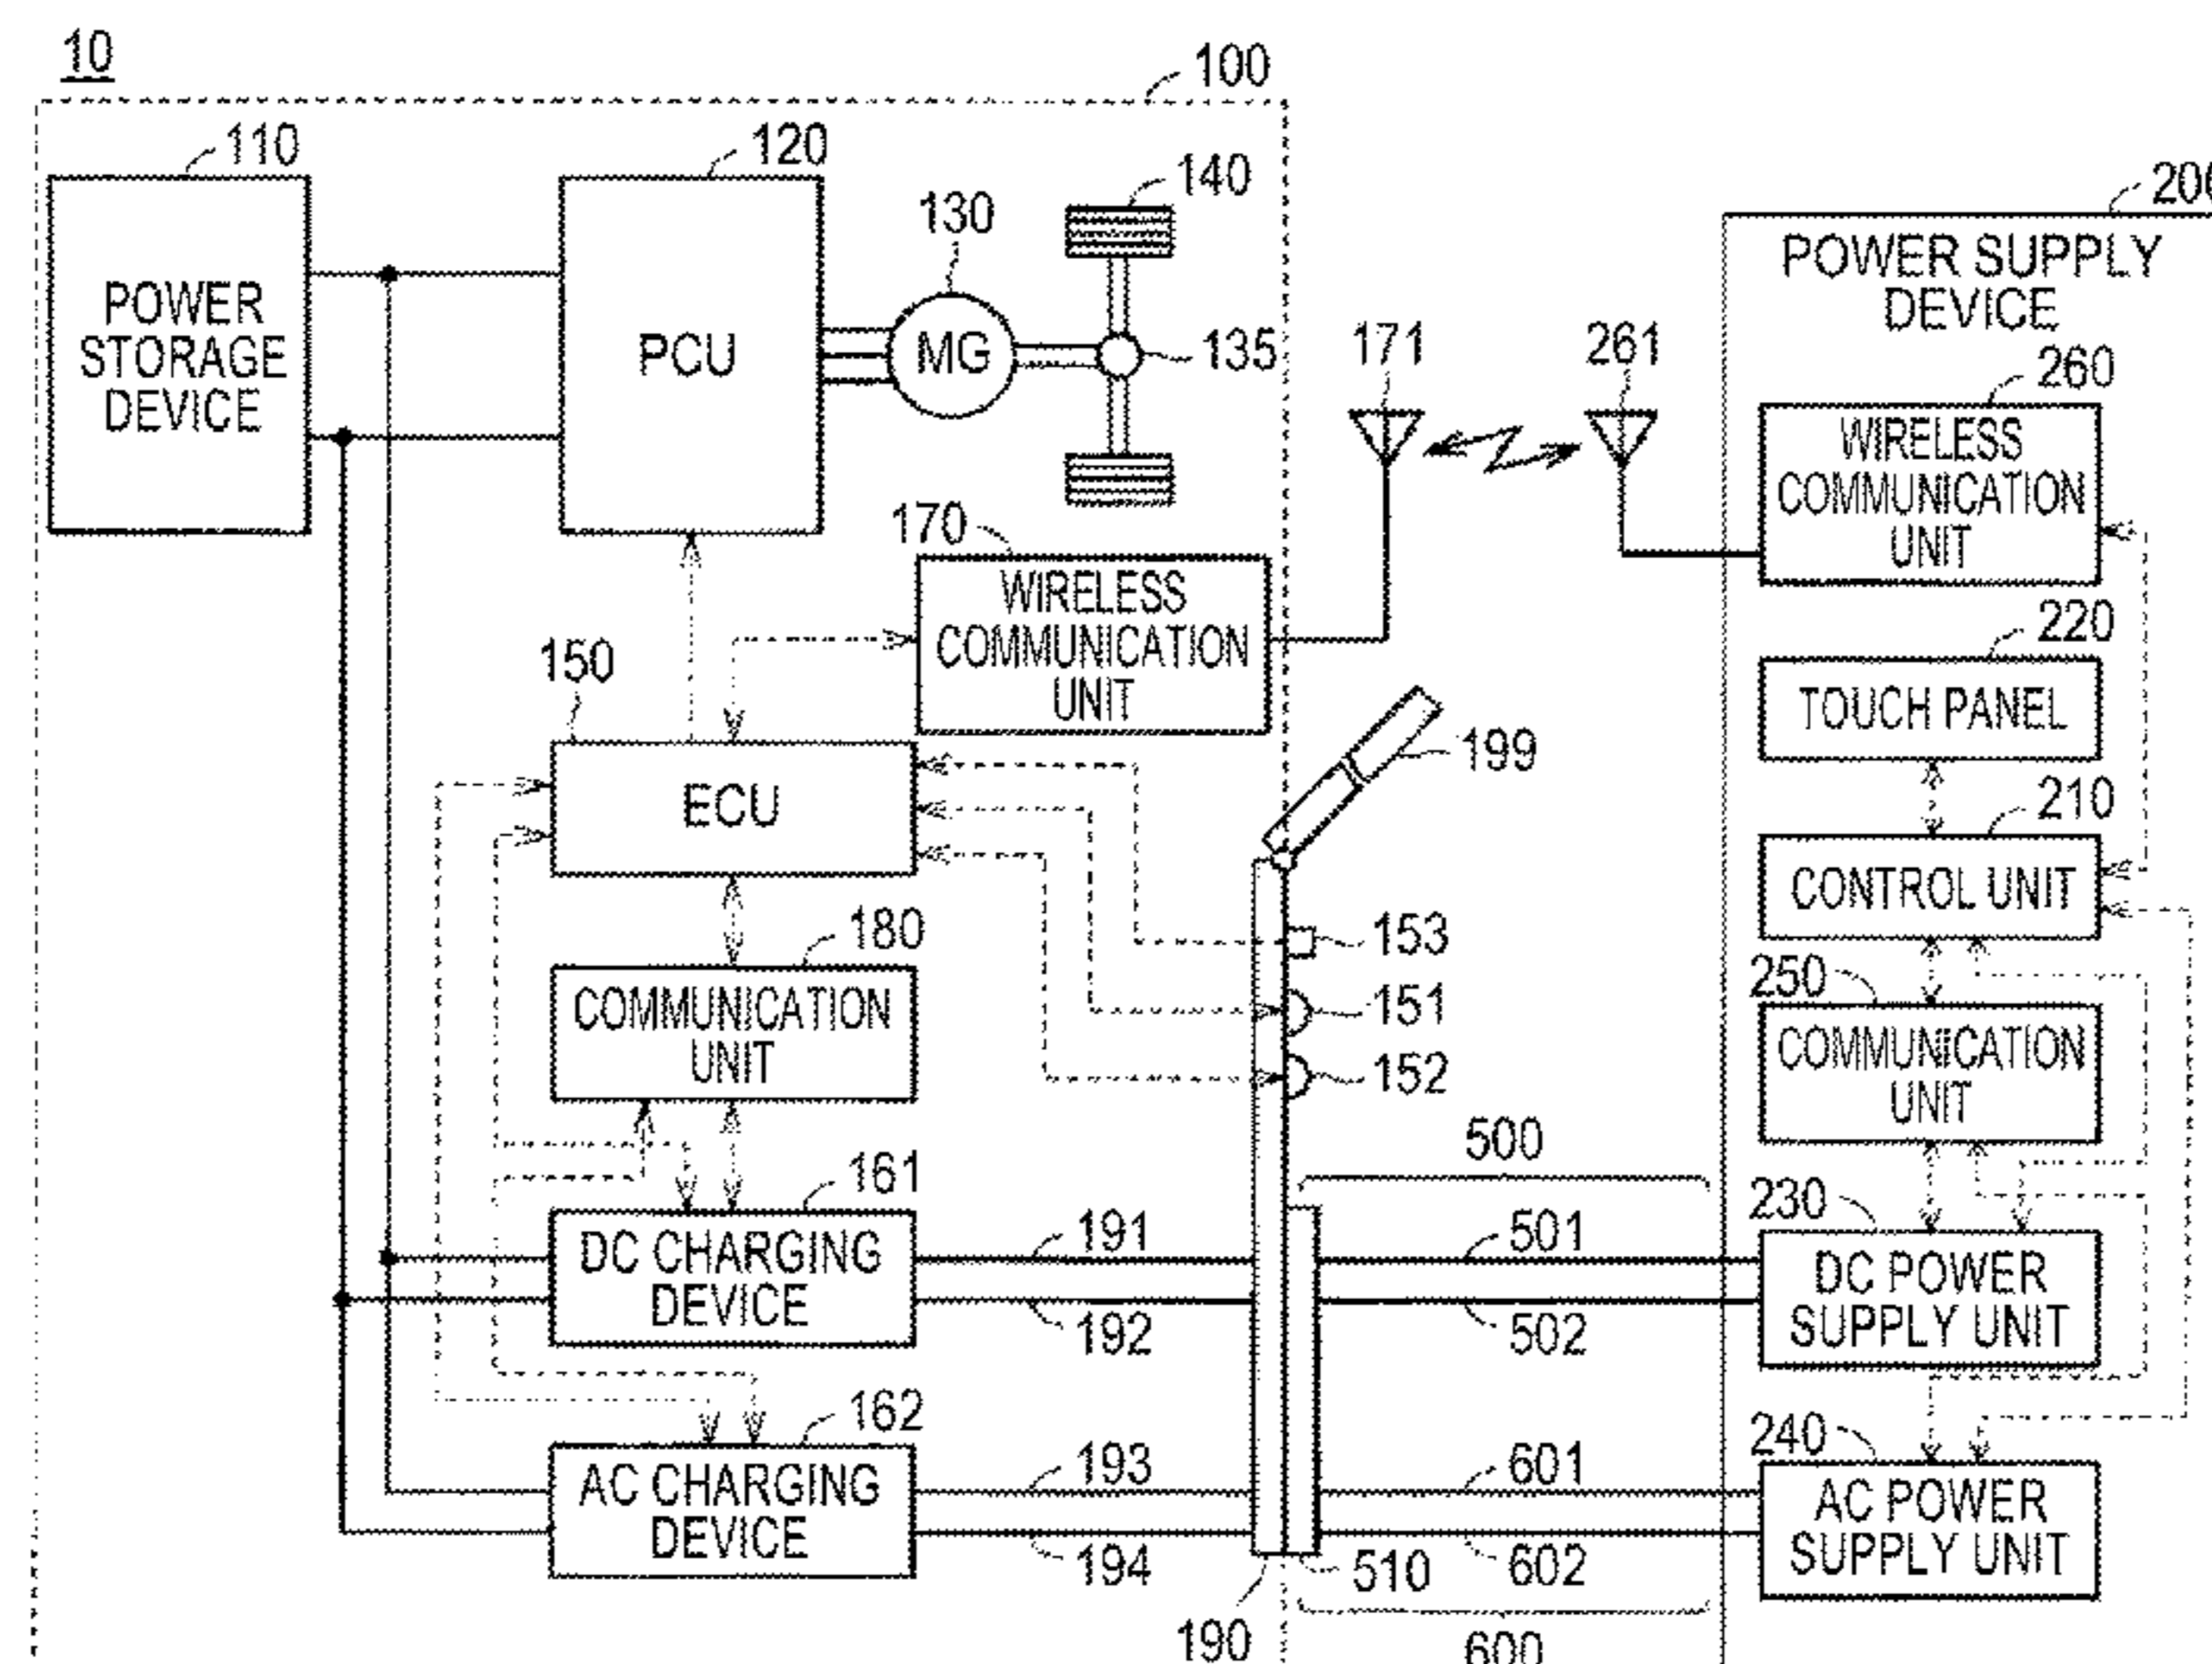 10
100
110
120
130
140
200
POWER SUPPLY
DEVICE
POWER
STORAGE
DEVICE
PCU
MG
135
171
261
260
WIRELESS
COMMUNICATION
UNIT
170
WIRELESS
COMMUNICATION
UNIT
220
TOUCH PANEL
150
ECU
199
210
CONTROL UNIT
180
COMMUNICATION
UNIT
153
151
152
250
COMMUNICATION
UNIT
500
161
DC CHARGING
DEVICE
191
192
501
502
230
DC POWER
SUPPLY UNIT
162
AC CHARGING
DEVICE
193
194
601
602
240
AC POWER
SUPPLY UNIT
510
190
600